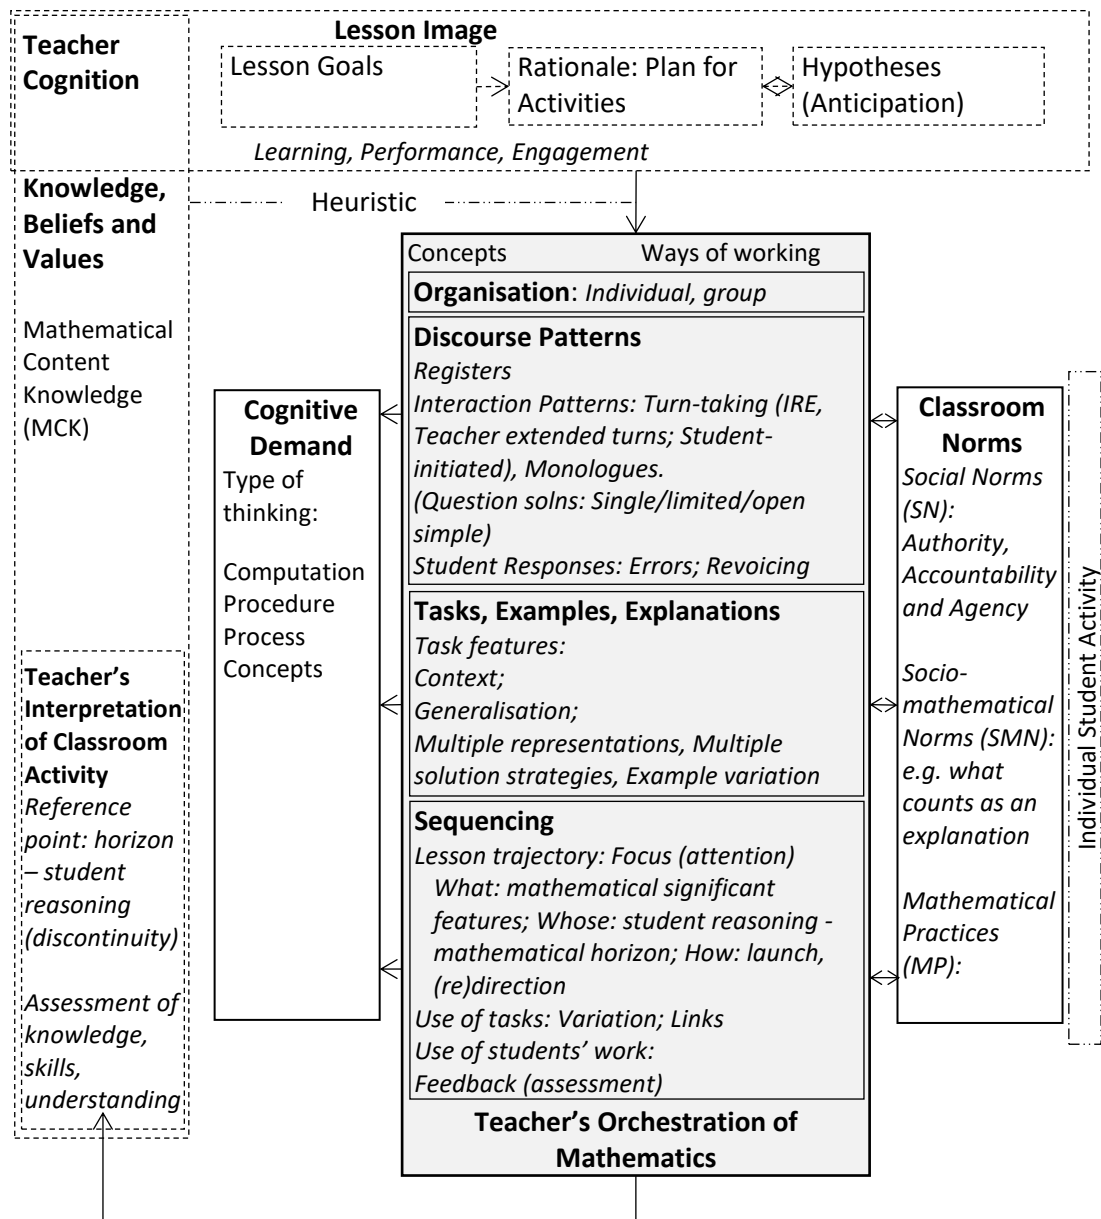 Teacher
Cognition
Lesson Image
Lesson Goals
Rationale: Plan for
Activities
Hypotheses
(Anticipation)
Learning, Performance, Engagement
Knowledge,
Beliefs and
Values
Heuristic
Mathematical
Content
Knowledge
(MCK)
Teacher’s
Interpretation
of Classroom
Activity
Reference
point: horizon
– student
reasoning
(discontinuity)
Assessment of
knowledge,
skills,
understanding
Cognitive
Demand
Type of
thinking:
Computation
Procedure
Process
Concepts
Concepts
Ways of working
Organisation: Individual, group
Discourse Patterns
Registers
Interaction Patterns: Turn-taking (IRE,
Teacher extended turns; Student-
initiated), Monologues.
(Question solns: Single/limited/open
simple)
Student Responses: Errors; Revoicing
Tasks, Examples, Explanations
Task features:
Context;
Generalisation;
Multiple representations, Multiple
solution strategies, Example variation
Sequencing
Lesson trajectory: Focus (attention)
What: mathematical significant
features; Whose: student reasoning -
mathematical horizon; How: launch,
(re)direction
Use of tasks: Variation; Links
Use of students’ work:
Feedback (assessment)
Teacher’s Orchestration of
Mathematics
Classroom
Norms
Social Norms
(SN):
Authority,
Accountability
and Agency
Socio-
mathematical
Norms (SMN):
e.g. what
counts as an
explanation
Mathematical
Practices
(MP):
Individual Student Activity